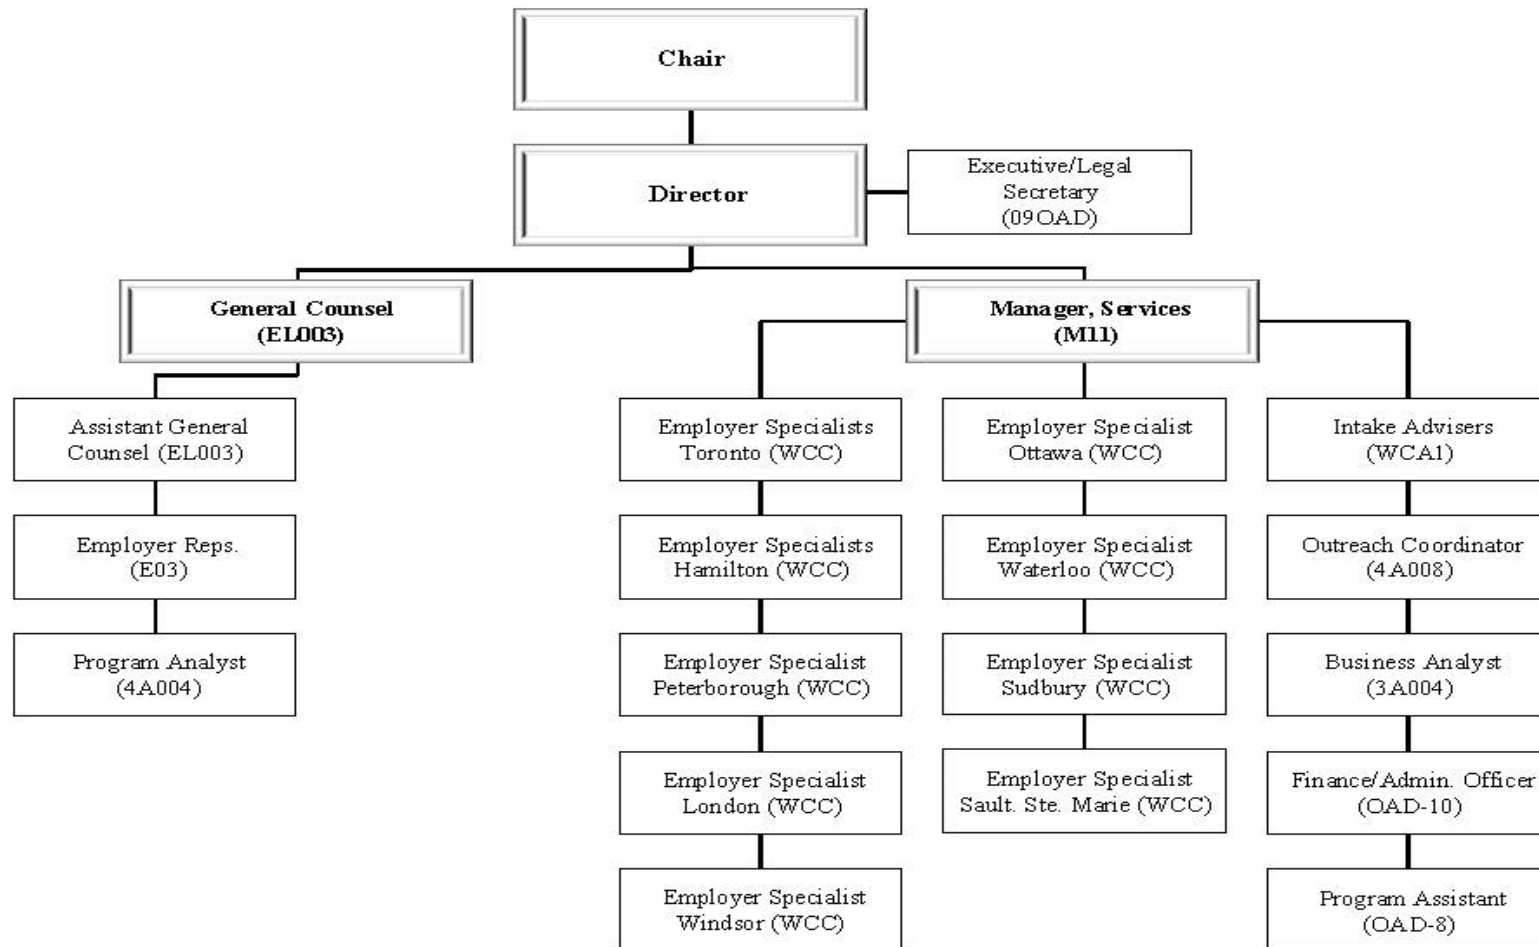 Chair
Director
Executive/Legal
Secretary
(09OAD)
General Counsel
(EL003)
Manager, Services
(M11)
Assistant General
Counsel (EL003)
Employer Reps.
(E03)
Program Analyst
(4A004)
Employer Specialists
Toronto (WCC)
Employer Specialists
Hamilton (WCC)
Employer Specialist
Peterborough (WCC)
Employer Specialist
London (WCC)
Employer Specialist
Windsor (WCC)
Employer Specialist
Ottawa (WCC)
Employer Specialist
Waterloo (WCC)
Employer Specialist
Sudbury (WCC)
Employer Specialist
Sault. Ste. Marie (WCC)
Intake Advisers
(WCA1)
Outreach Coordinator
(4A008)
Business Analyst
(3A004)
Finance/Admin. Officer
(OAD-10)
Program Assistant
(OAD-8)